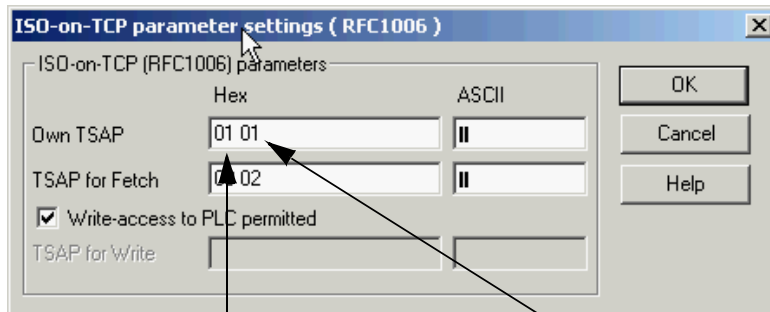 ISO-on-TCP parameter settings ( RFC1006 )
ISO-on-TCP (RFC1006) parameters
Hex ASCII
Own TSAP 01 01
TSAP for Fetch 02
Write-access to PLC permitted
TSAP for Write
OK
Cancel
Help